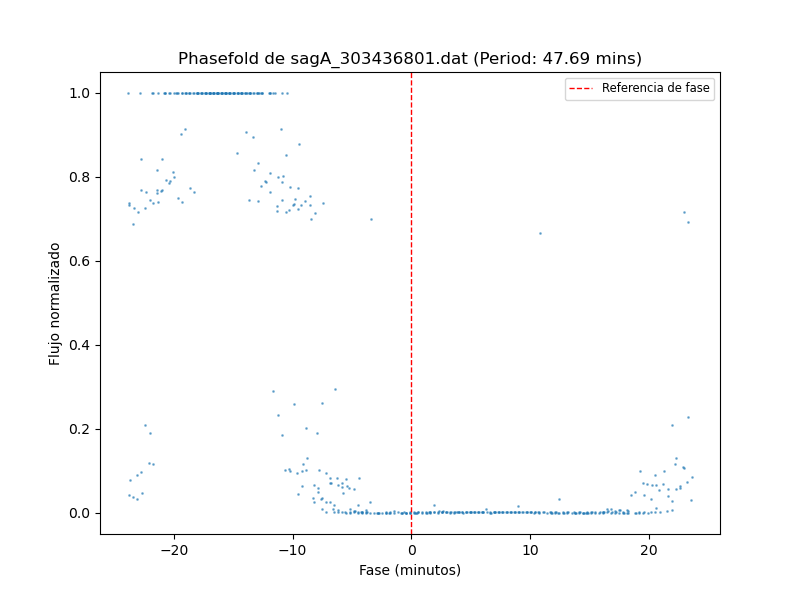 Phasefold de sagA_303436801.dat (Period: 47.69 mins)
Referencia de fase
Flujo normalizado
1.0
0.8
0.6
0.4
0.2
0.0
−20
−10
0
10
20
Fase (minutos)